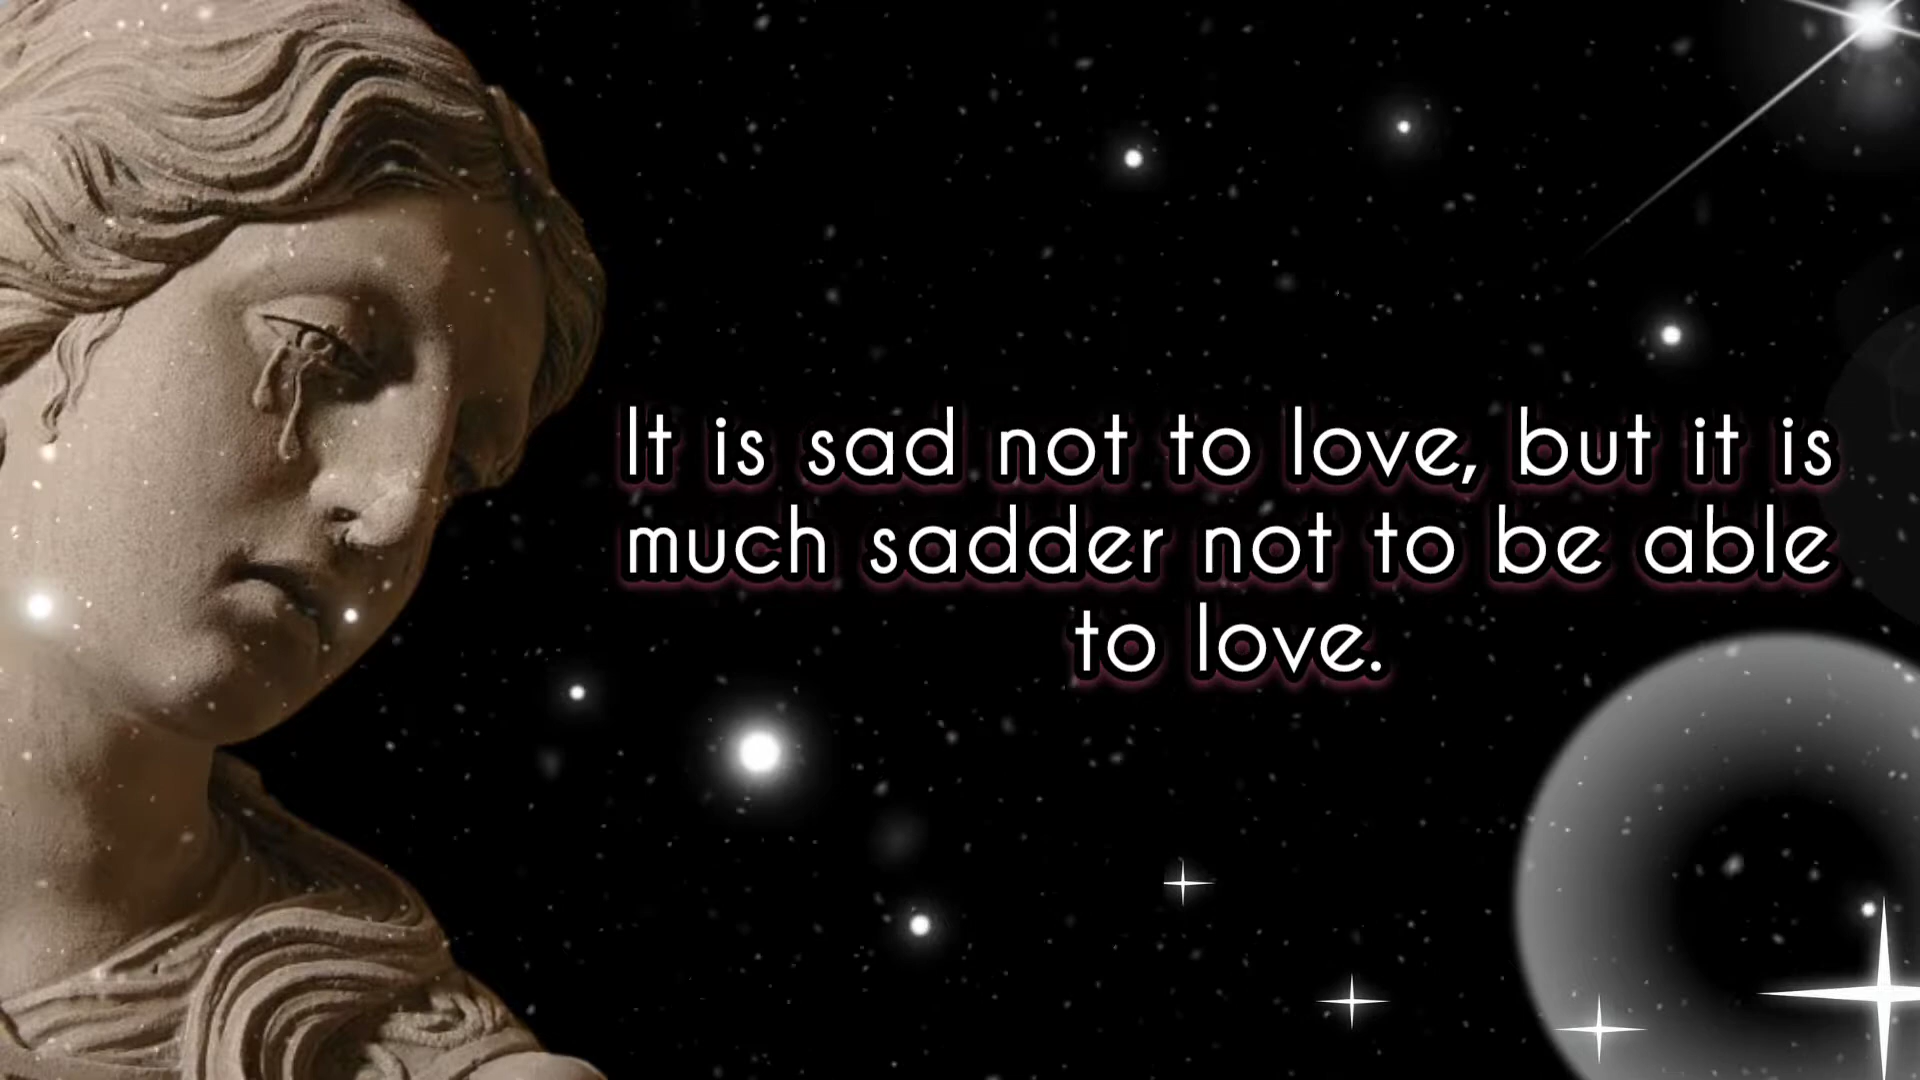 It is sad not to love, but it is
much sadder not to be able
to love.